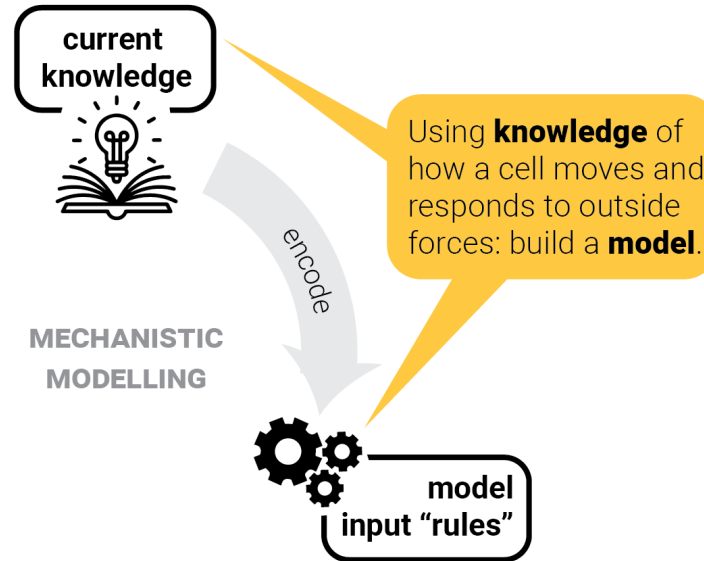 current
knowledge
Using knowledge of
how a cell moves and
responds to outside
forces: build a model.
encode
MECHANISTIC
MODELLING
model
input “rules”